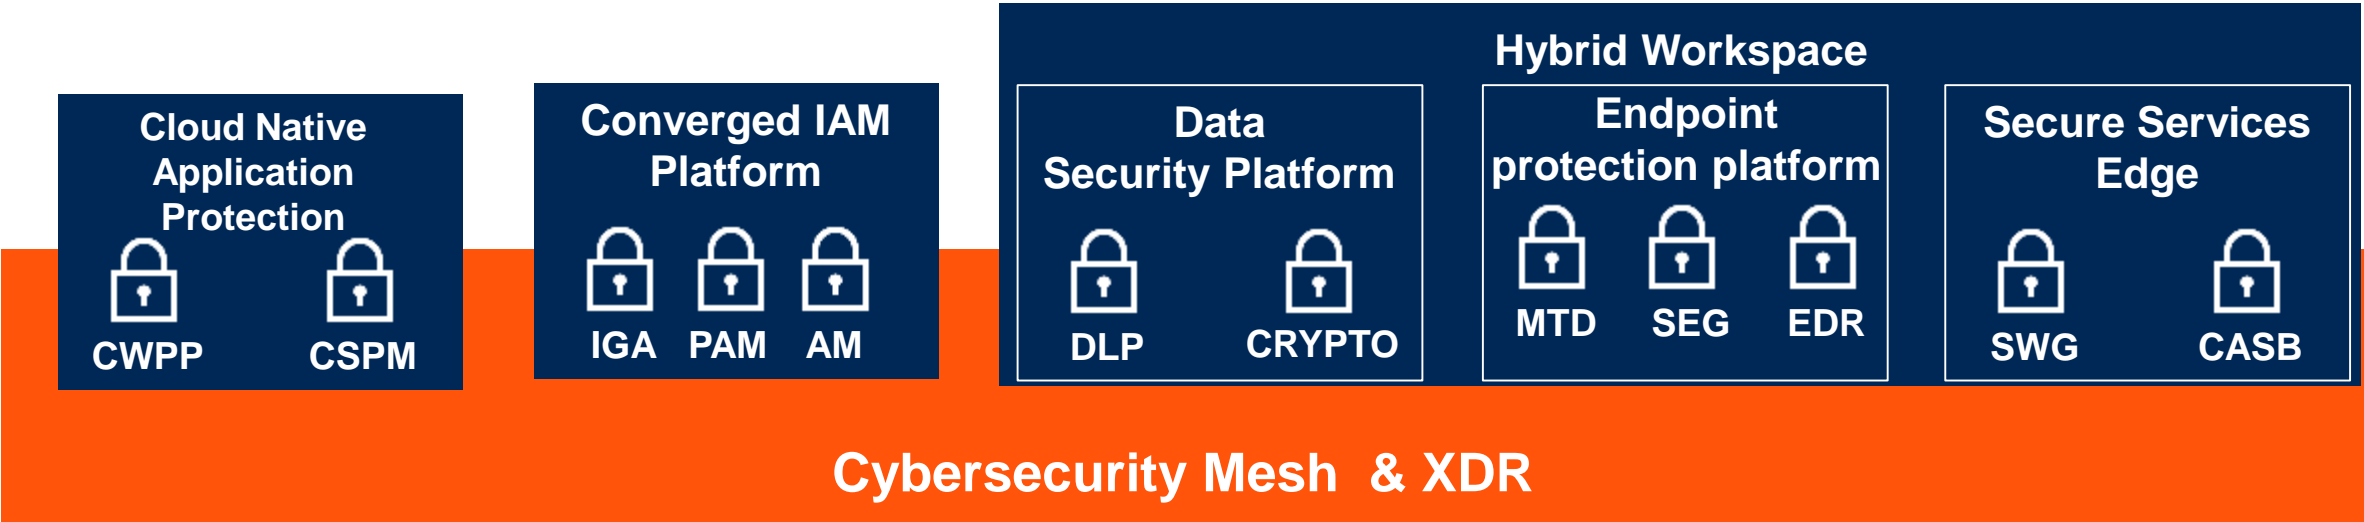 Hybrid Workspace
Cloud Native
Application
Protection
CWPP
CSPM
Converged IAM
Platform
IGA
PAM
AM
Data
Security Platform
DLP
CRYPTO
Endpoint
protection platform
MTD
SEG
EDR
Secure Services
Edge
SWG
CASB
Cybersecurity Mesh & XDR